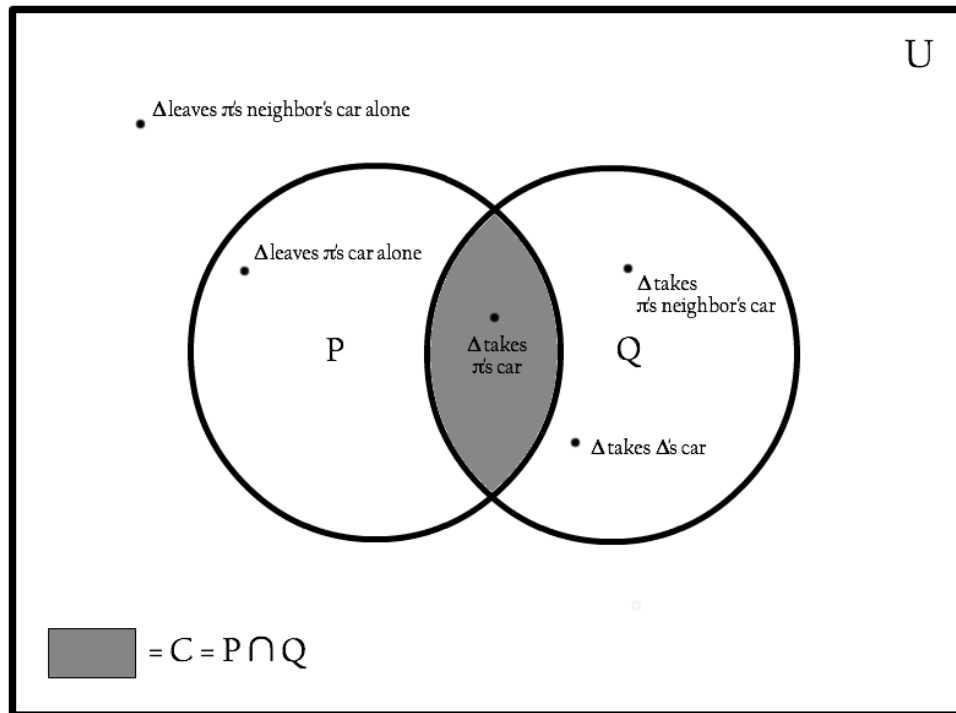 U
Δ leaves π's neighbor's car alone
Δ leaves π's car alone
Δ takes
π's neighbor's car
P
Δ takes
π's car
Q
Δ takes Δ's car
= C = P ∩ Q